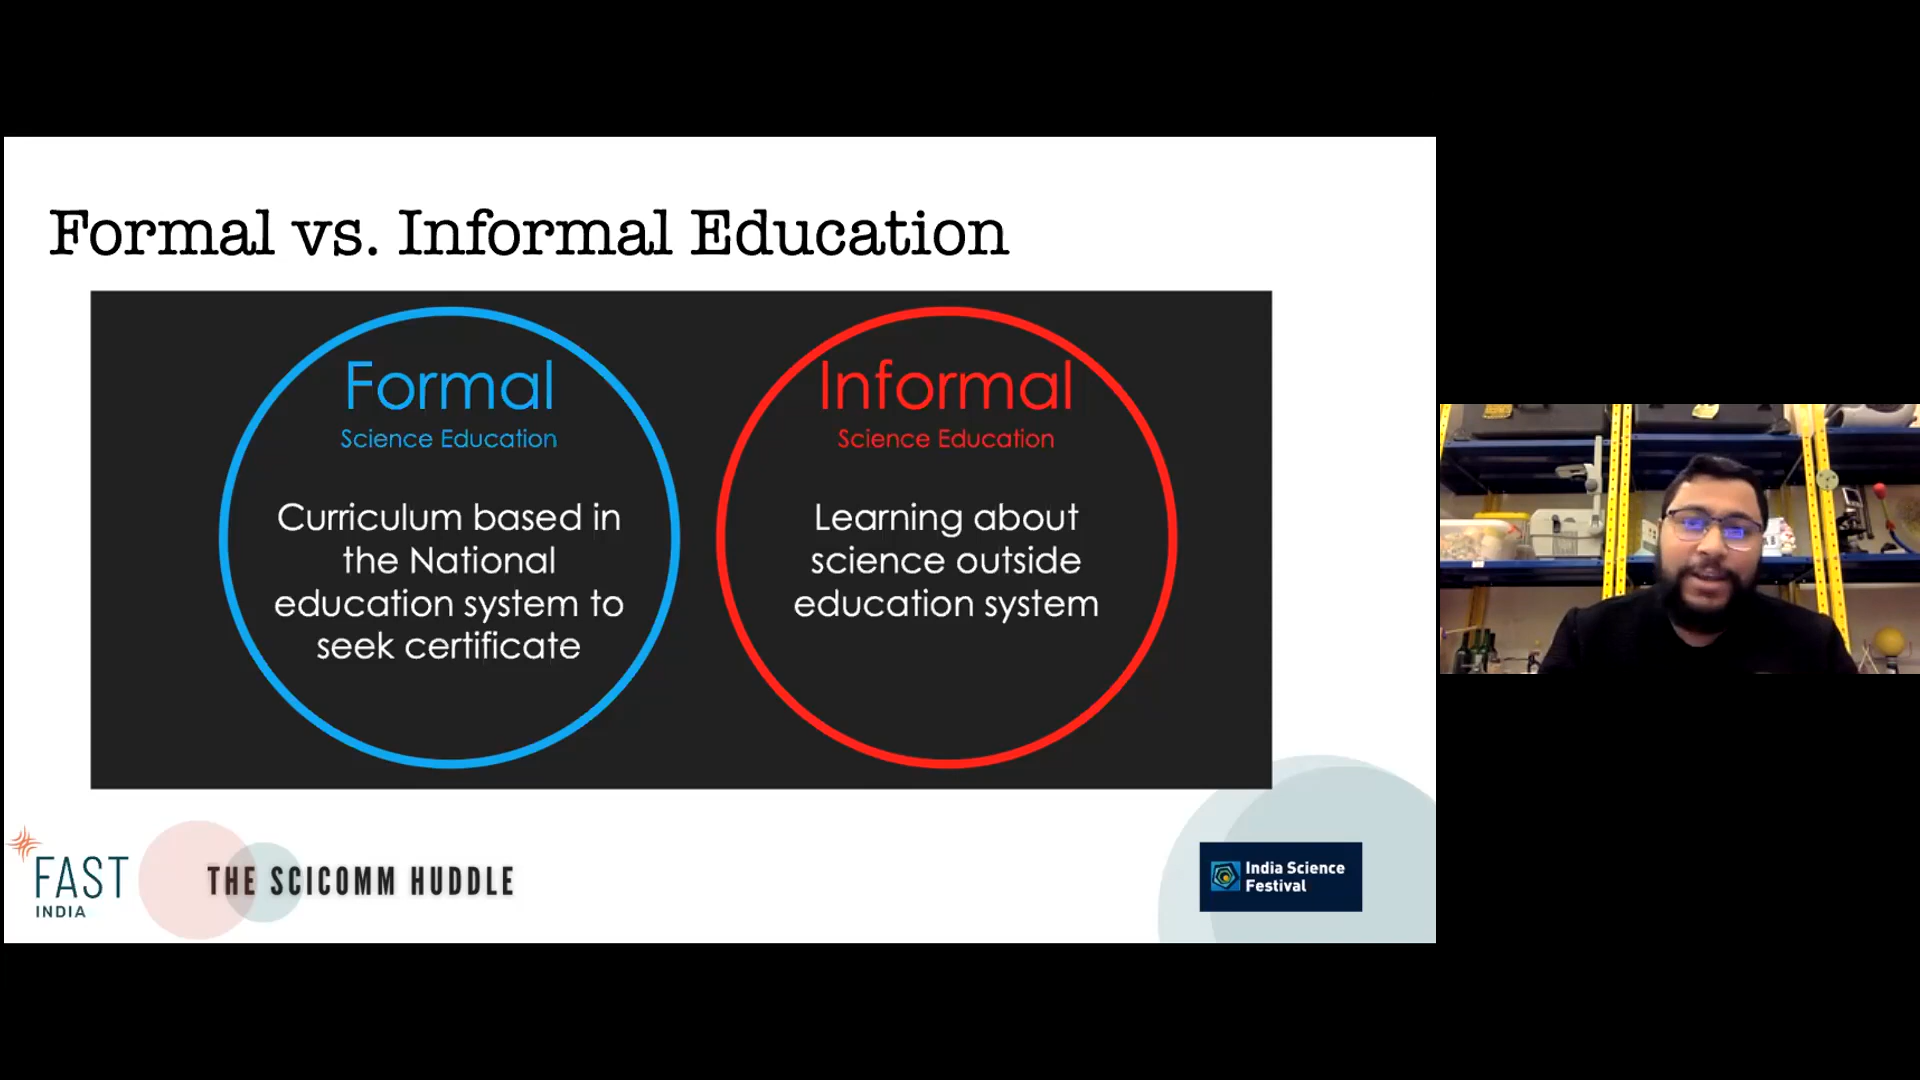 Formal vs. Informal Education
Formal
Science Education
Curriculum based in
the National
education system to
seek certificate
Informal
Science Education
Learning about
science outside
education system
FAST
INDIA
THE SCICOMM HUDDLE
India Science
Festival